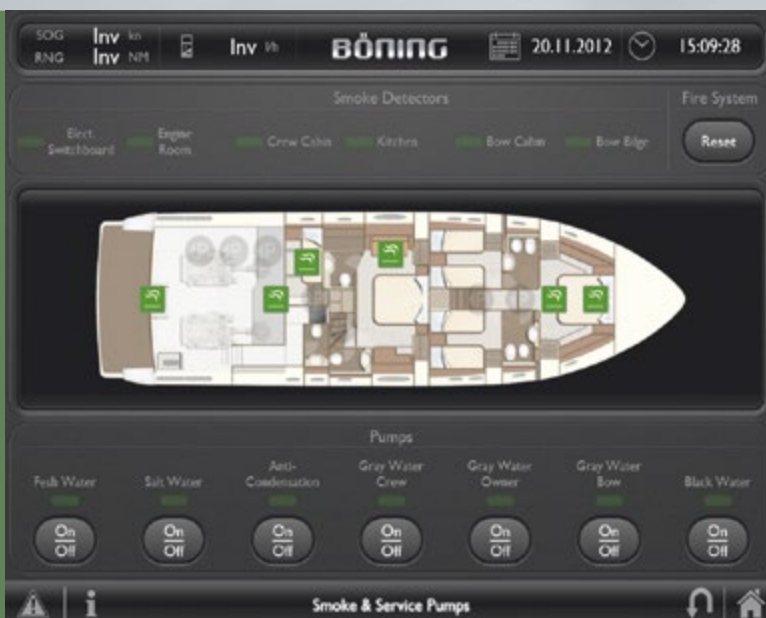 SOG Inv kn
RNG Inv NM
Inv l/h
BÖNING
20.11.2012
15:09:28
Smoke Detectors
Fire System
Elect.
Switchboard
Engine
Room
Crew Cabin
Kitchen
Bow Cabin
Bow Edge
Reset
Pumps
Fesh Water
Salt Water
Anti-
Condensation
Gray Water
Crew
Gray Water
Owner
Gray Water
Bow
Black Water
On
Off
On
Off
On
Off
On
Off
On
Off
On
Off
On
Off
Smoke & Service Pumps